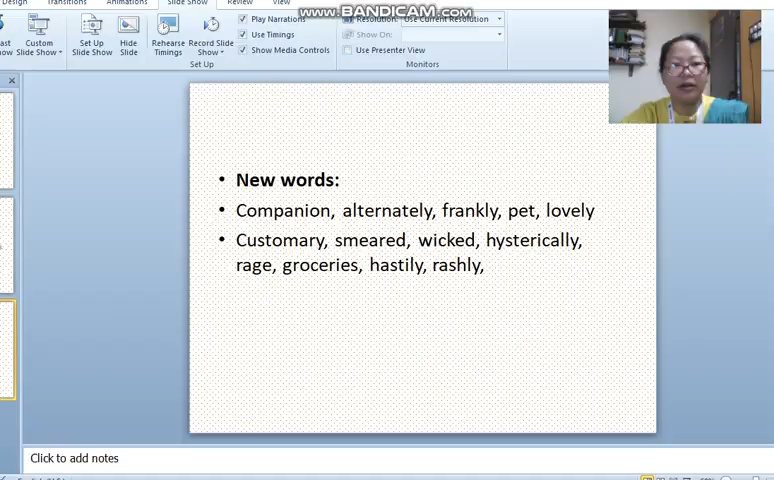 Design Transitions Animations Slide Show Review View
www.BANDICAM.com
Custom Slide Show
Set Up Slide Show
Hide Slide
Rehearse Timings
Record Slide Show
Play Narrations
Use Timings
Show Media Controls
Set Up
Resolution: Use Current Resolution
Show On:
Use Presenter View
Monitors
• New words:
• Companion, alternately, frankly, pet, lovely
• Customary, smeared, wicked, hysterically,
rage, groceries, hastily, rashly,
Click to add notes